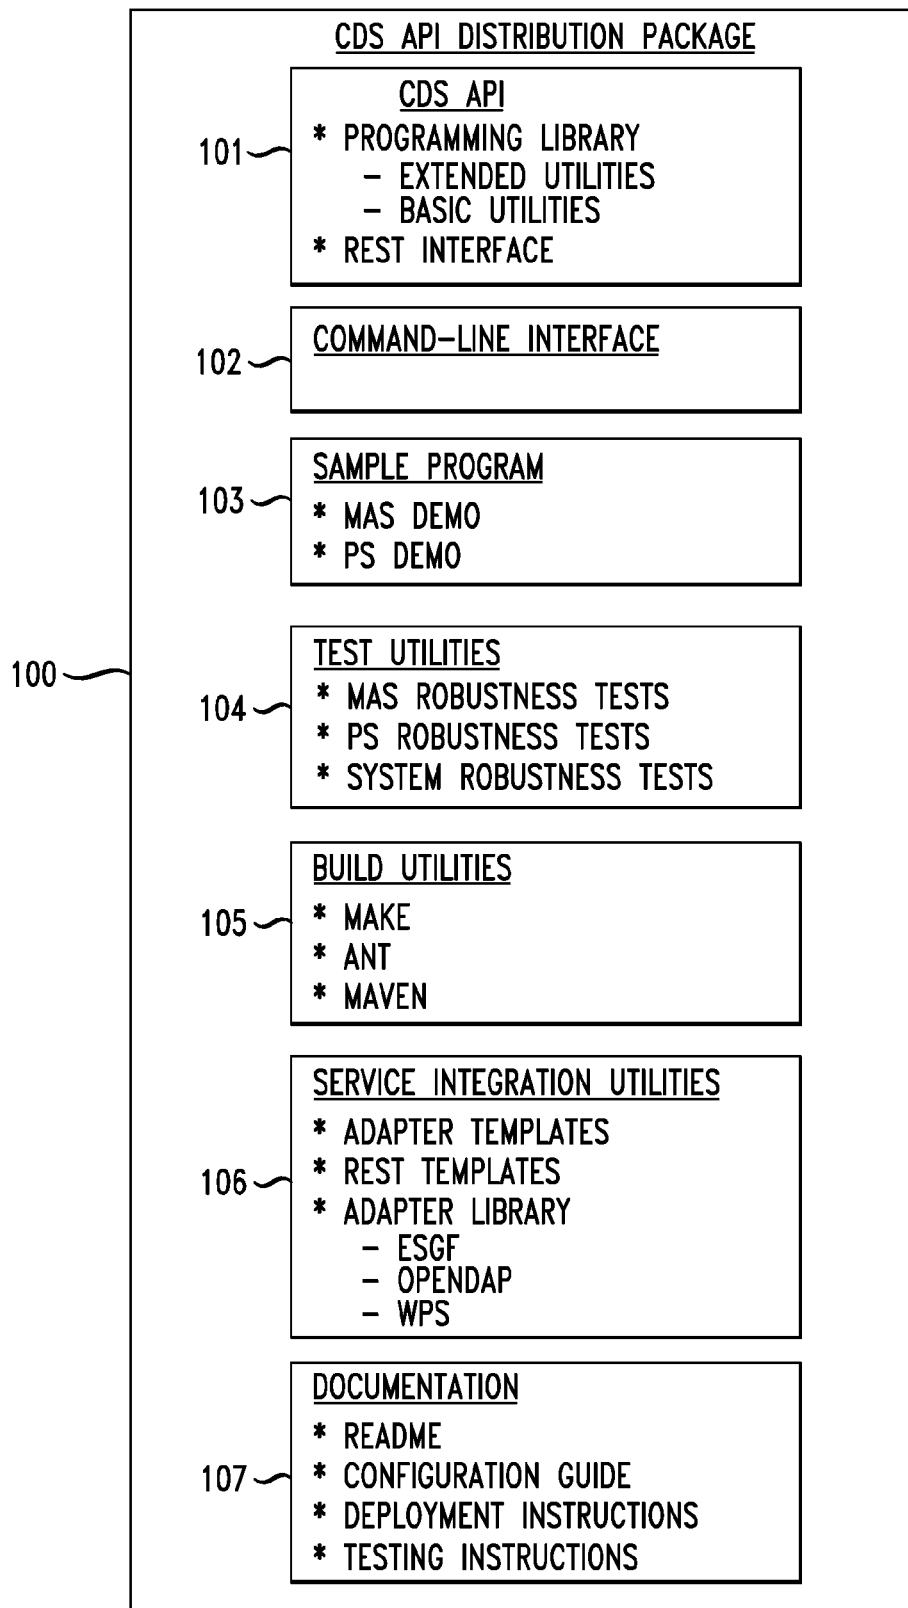 CDS API DISTRIBUTION PACKAGE
CDS API
101
* PROGRAMMING LIBRARY
- EXTENDED UTILITIES
- BASIC UTILITIES
* REST INTERFACE
COMMAND-LINE INTERFACE
102
SAMPLE PROGRAM
103
* MAS DEMO
* PS DEMO
100
TEST UTILITIES
104
* MAS ROBUSTNESS TESTS
* PS ROBUSTNESS TESTS
* SYSTEM ROBUSTNESS TESTS
BUILD UTILITIES
105
* MAKE
* ANT
* MAVEN
SERVICE INTEGRATION UTILITIES
106
* ADAPTER TEMPLATES
* REST TEMPLATES
* ADAPTER LIBRARY
- ESGF
- OPENDAP
- WPS
DOCUMENTATION
107
* README
* CONFIGURATION GUIDE
* DEPLOYMENT INSTRUCTIONS
* TESTING INSTRUCTIONS